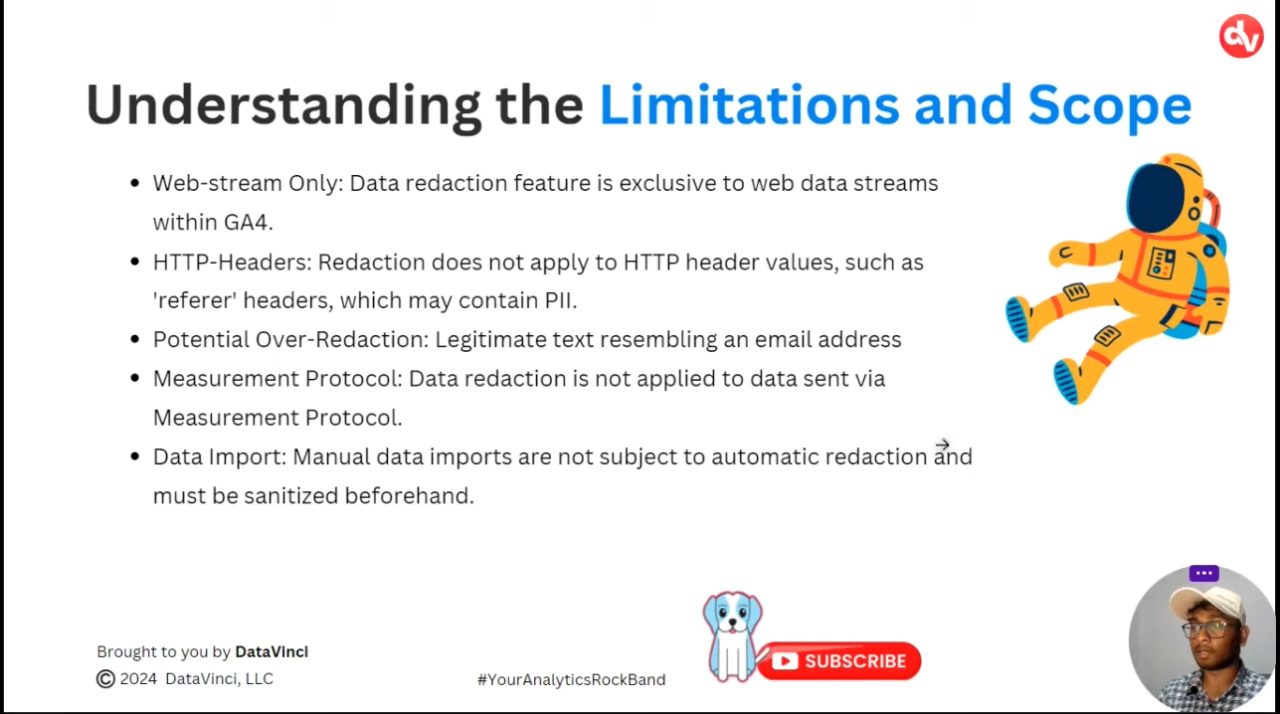 dv
Understanding the Limitations and Scope
• Web-stream Only: Data redaction feature is exclusive to web data streams
within GA4.
• HTTP-Headers: Redaction does not apply to HTTP header values, such as
'referer' headers, which may contain PII.
• Potential Over-Redaction: Legitimate text resembling an email address
• Measurement Protocol: Data redaction is not applied to data sent via
Measurement Protocol.
• Data Import: Manual data imports are not subject to automatic redaction and
must be sanitized beforehand.
Brought to you by DataVinci
© 2024 DataVinci, LLC
#YourAnalyticsRockBand
SUBSCRIBE